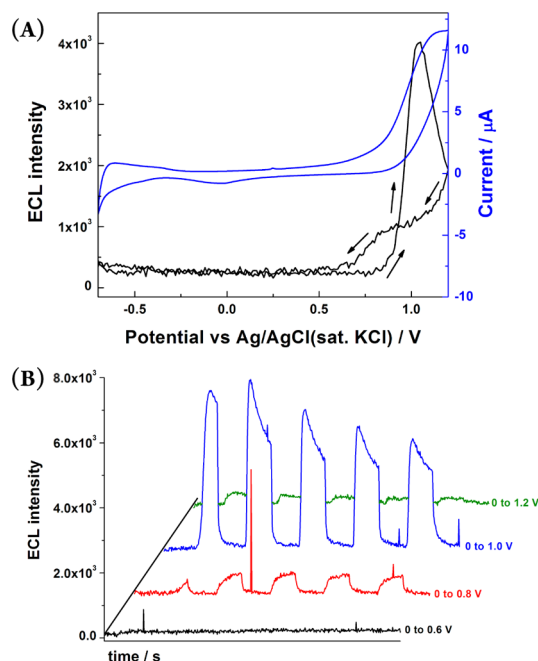 (A)
4x10³
3x10³
2x10³
1x10³
0
ECL intensity
10
5
0
-5
-10
Current / μA
-0.5 0.0 0.5 1.0
Potential vs Ag/AgCl(sat. KCl) / V
(B)
8.0x10³
6.0x10³
4.0x10³
2.0x10³
0.0
ECL intensity
0 to 1.2 V
0 to 1.0 V
0 to 0.8 V
0 to 0.6 V
time / s